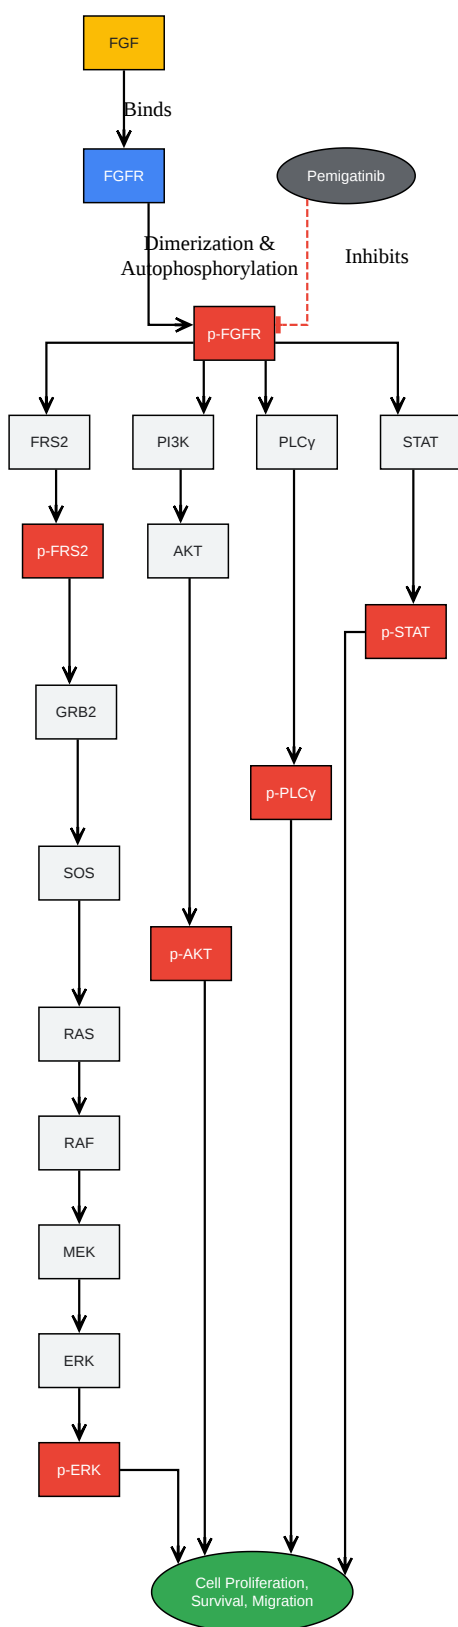 FGF
Binds
FGFR
Pemigatinib
Dimerization &
Autophosphorylation
Inhibits
p-FGFR
FRS2
PI3K
PLCγ
STAT
p-FRS2
AKT
p-STAT
GRB2
p-PLCγ
SOS
p-AKT
RAS
RAF
MEK
ERK
p-ERK
Cell Proliferation,
Survival, Migration